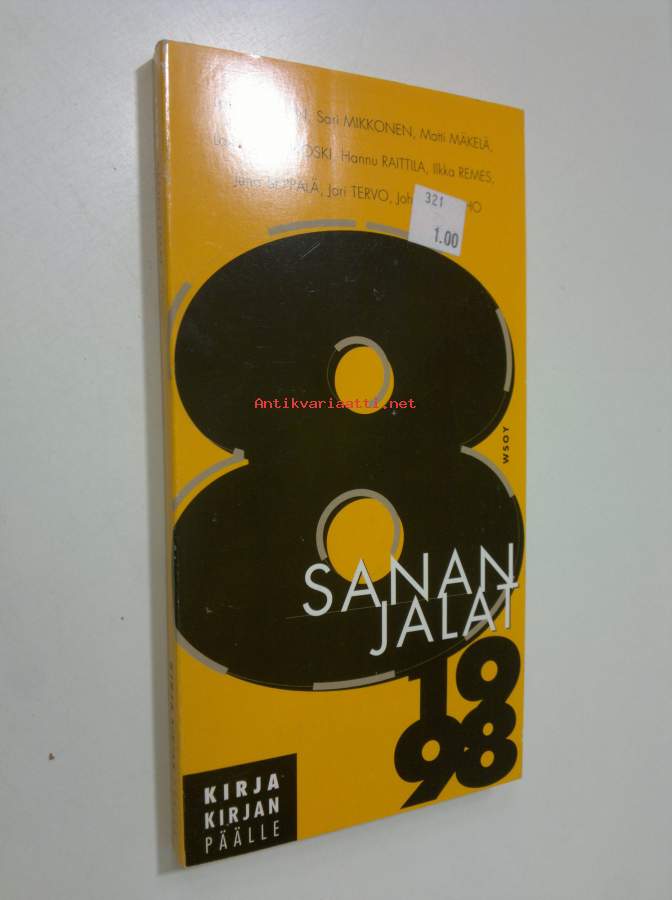 Sari MIKKONEN, Matti MÄKELÄ,
Hannu RAITTILA, Ilkka REMES,
Jari TERVO,
321
1.00
8
Antikvariaatti.net
WSOY
SANAN
JALAT
19
98
KIRJA
KIRJAN
PÄÄLLE